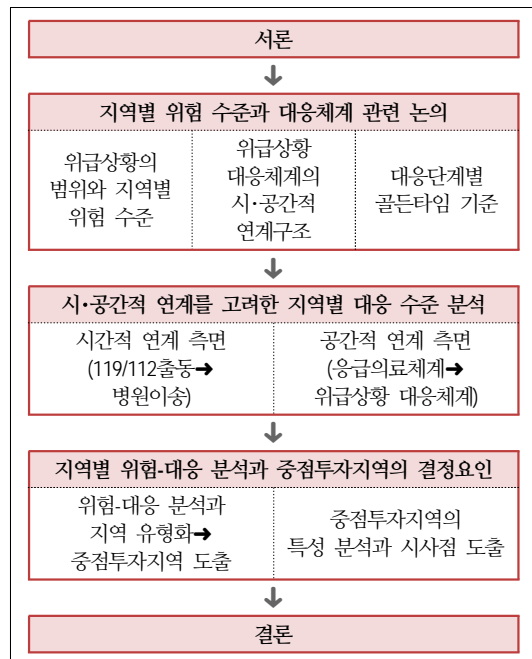 서론
지역별 위험 수준과 대응체계 관련 논의
위급상황의
범위와 지역별
위험 수준
위급상황
대응체계의
시·공간적
연계구조
대응단계별
골든타임 기준
시·공간적 연계를 고려한 지역별 대응 수준 분석
시간적 연계 측면
(119/112출동➔
병원이송)
공간적 연계 측면
(응급의료체계➔
위급상황 대응체계)
지역별 위험-대응 분석과 중점투자지역의 결정요인
위험-대응 분석과
지역 유형화➔
중점투자지역 도출
중점투자지역의
특성 분석과 시사점 도출
결론